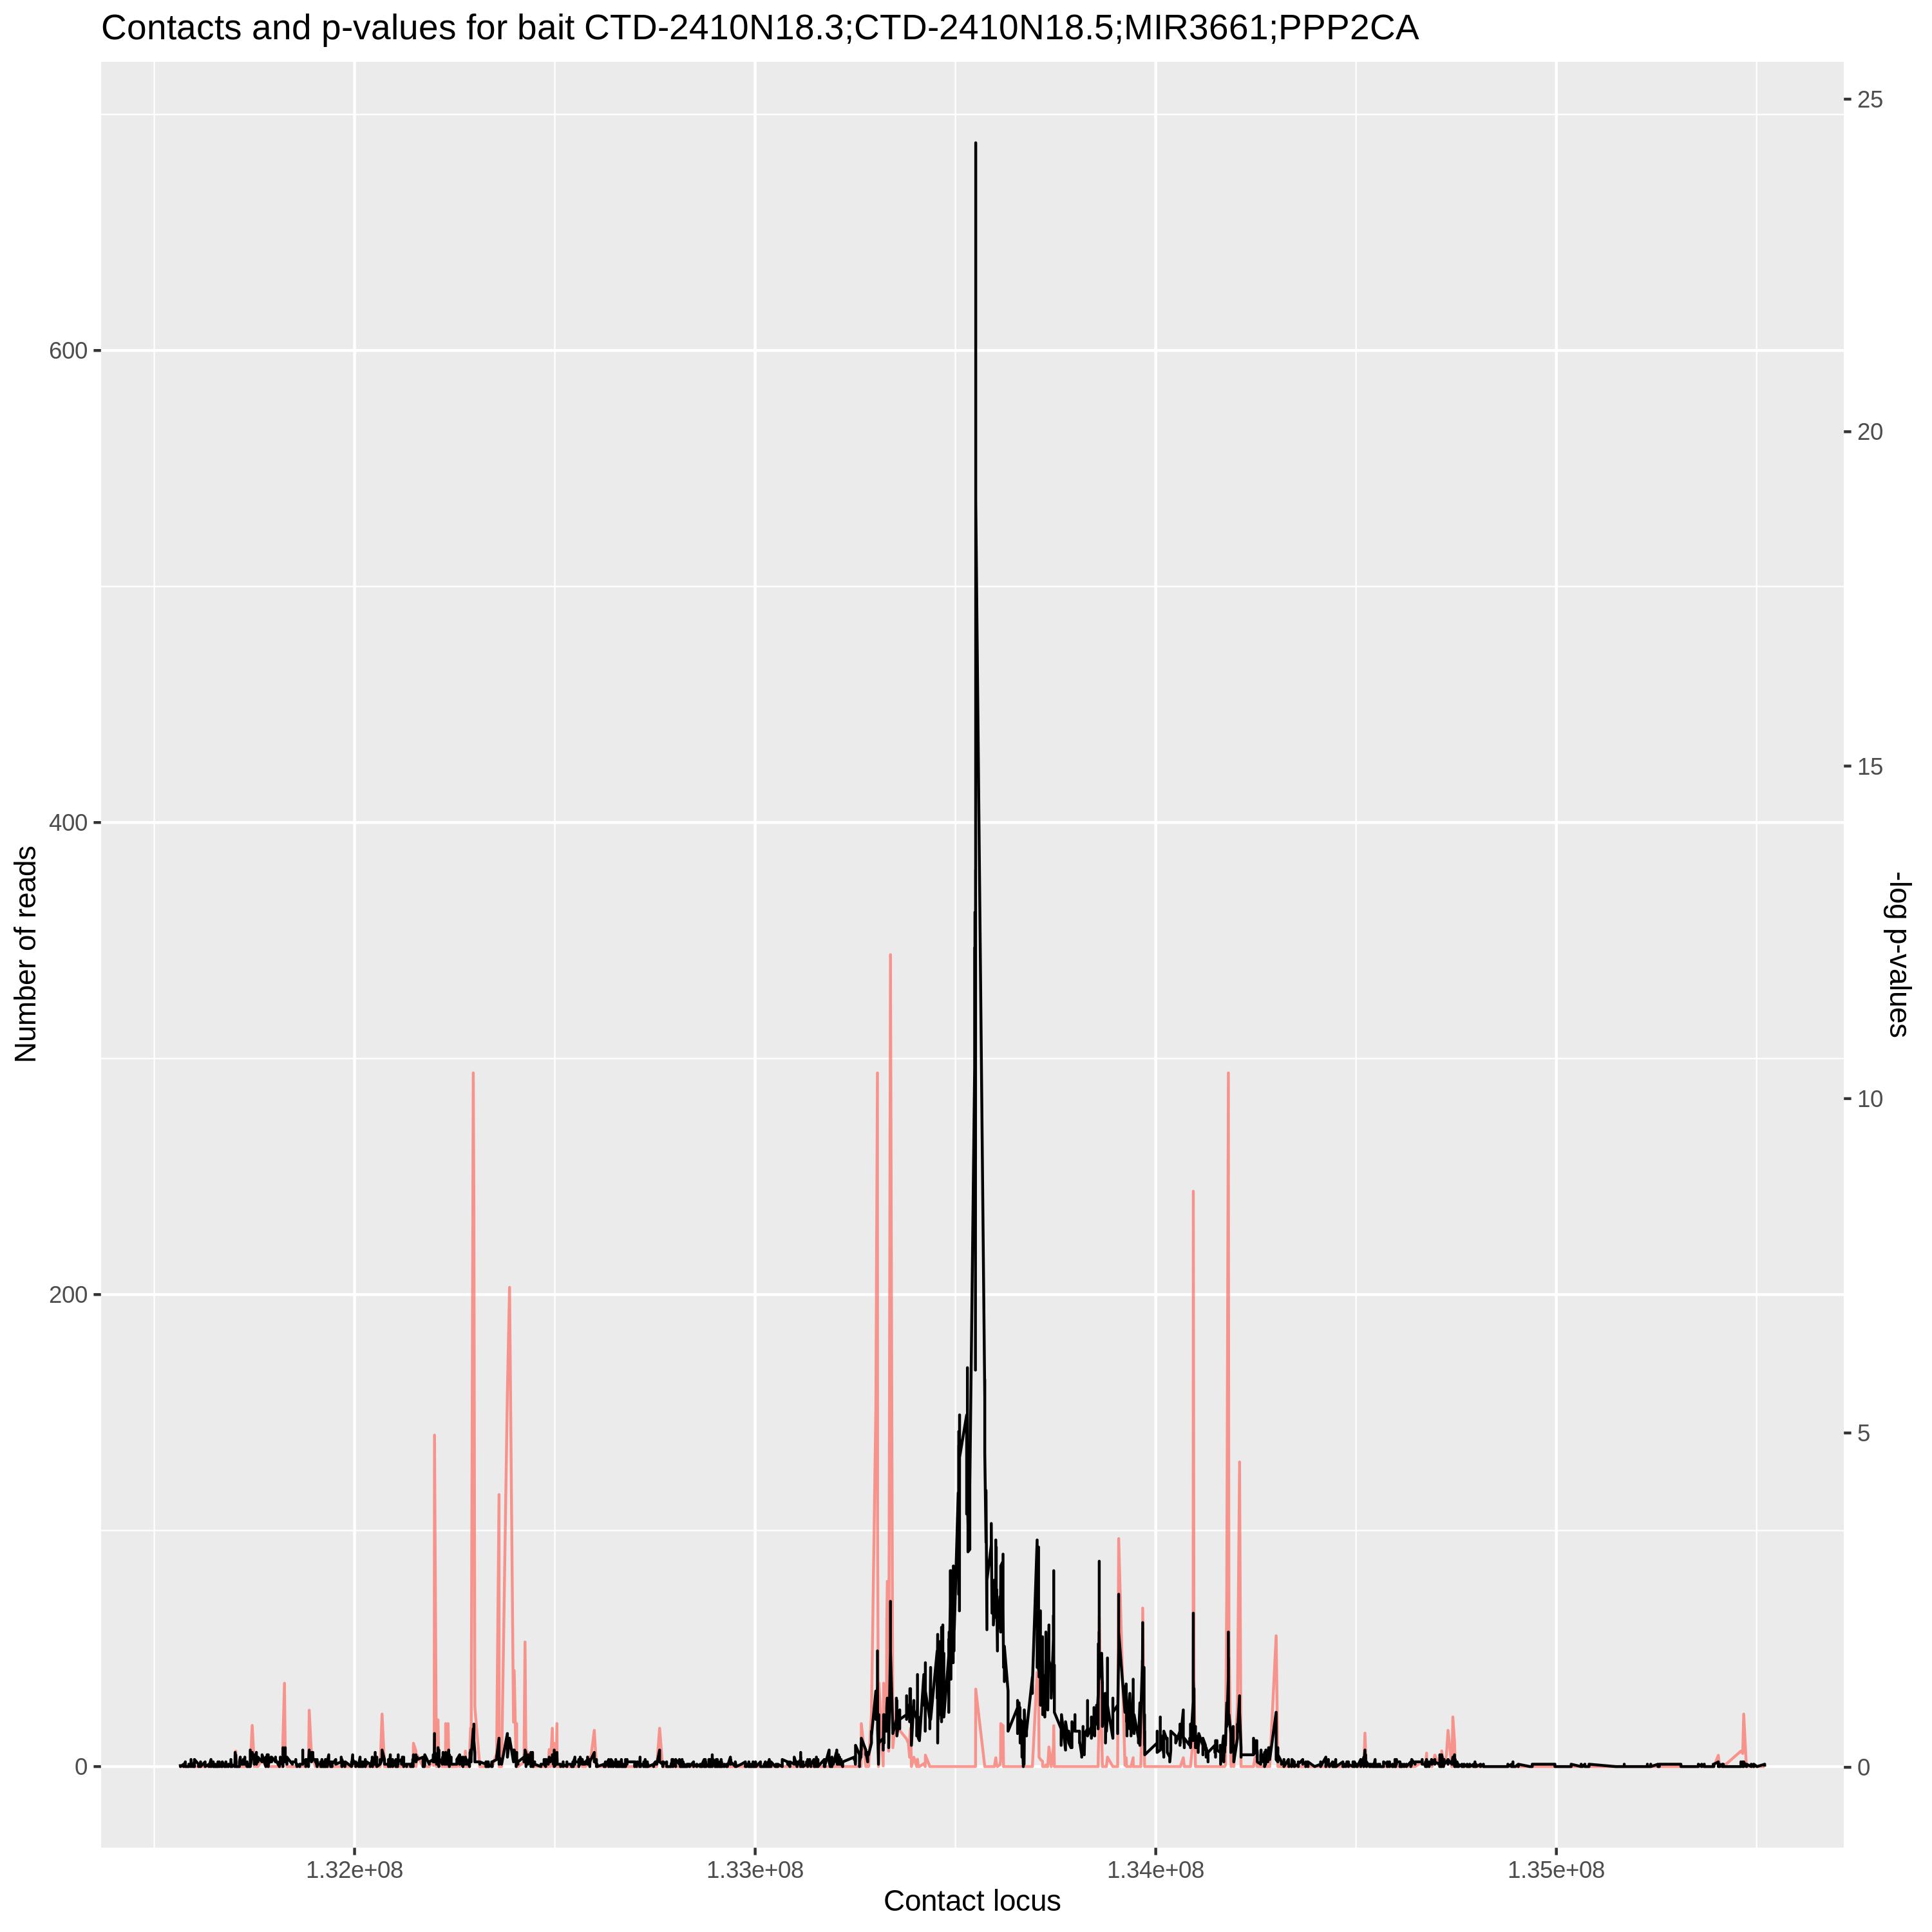 Contacts and p-values for bait CTD-2410N18.3;CTD-2410N18.5;MIR3661;PPP2CA
25
600
20
15
400
Number of reads
-log p-values
10
200
5
0
0
1.32e+08
1.33e+08
1.34e+08
1.35e+08
Contact locus